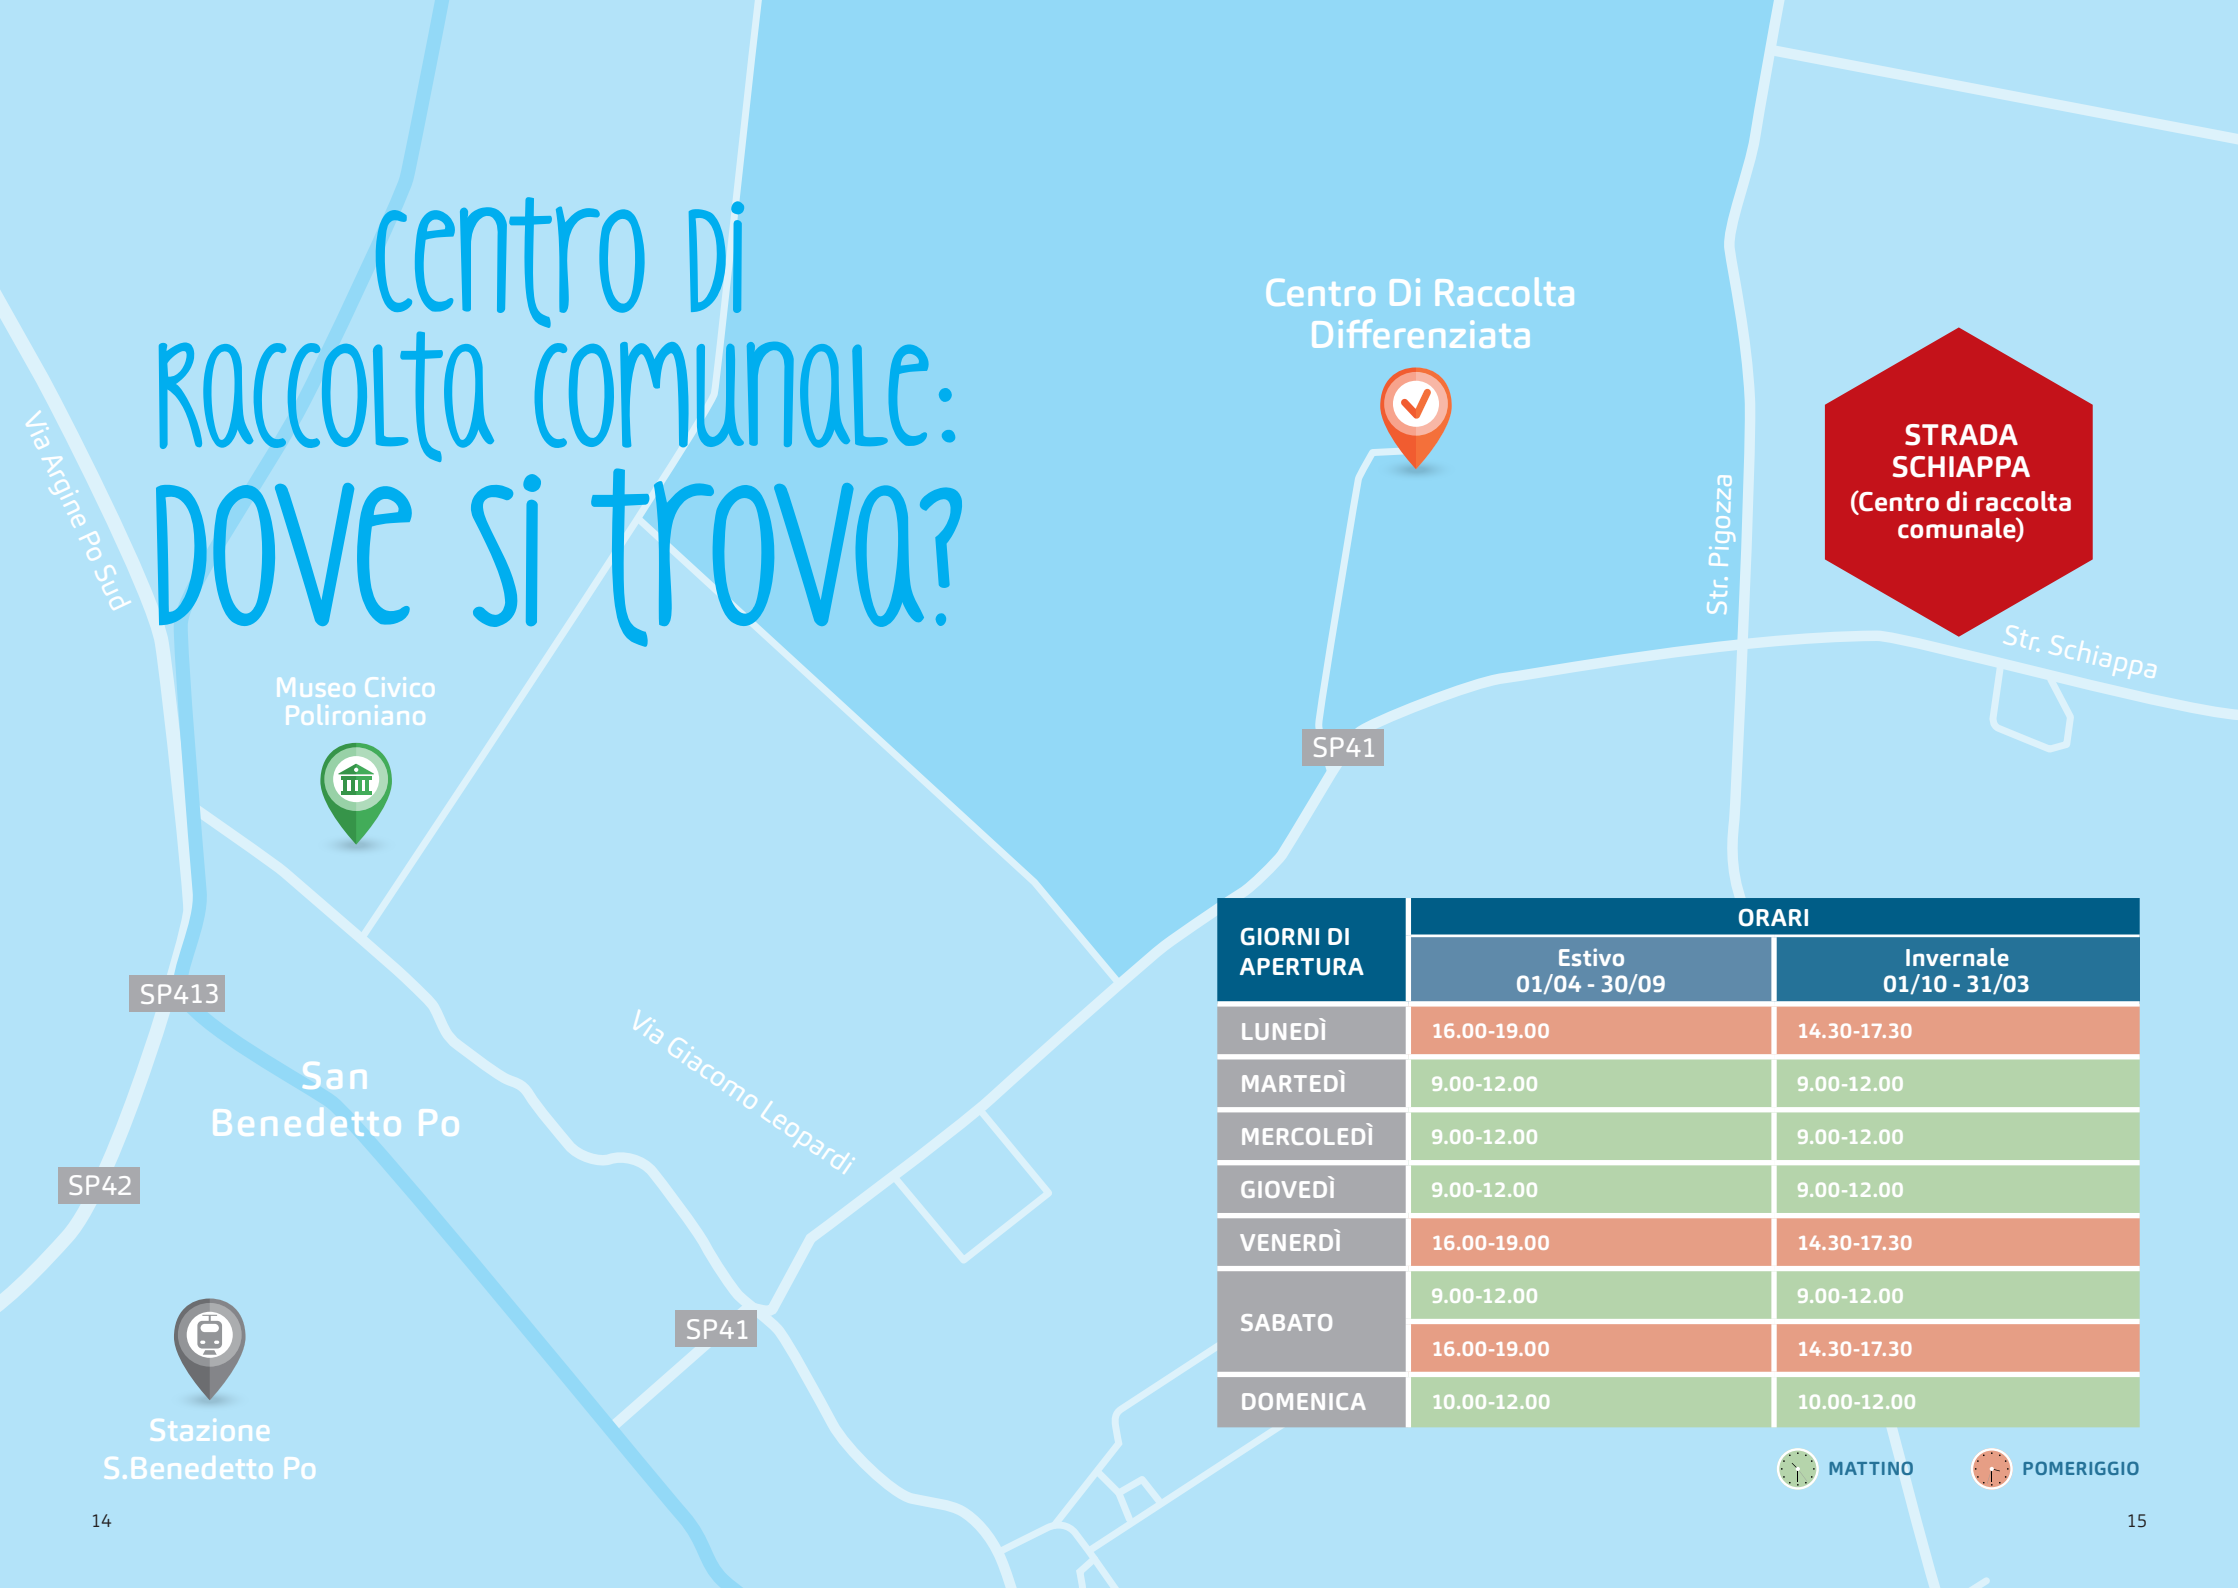 Centro di
Raccolta comunale:
dove si trova?
Centro Di Raccolta
Differenziata
STRADA
SCHIAPPA
(Centro di raccolta
comunale)
Via Argine Po Sud
Str. Pigozza
Str. Schiappa
Museo Civico
Polironiano
SP41
SP413
San
Benedetto Po
Via Giacomo Leopardi
SP42
SP41
Stazione
S.Benedetto Po
GIORNI DI
APERTURA
ORARI
Estivo
01/04 - 30/09
Invernale
01/10 - 31/03
LUNEDÌ 16.00-19.00 14.30-17.30
MARTEDÌ 9.00-12.00 9.00-12.00
MERCOLEDÌ 9.00-12.00 9.00-12.00
GIOVEDÌ 9.00-12.00 9.00-12.00
VENERDÌ 16.00-19.00 14.30-17.30
SABATO 9.00-12.00 9.00-12.00
16.00-19.00 14.30-17.30
DOMENICA 10.00-12.00 10.00-12.00
MATTINO POMERIGGIO
14
15